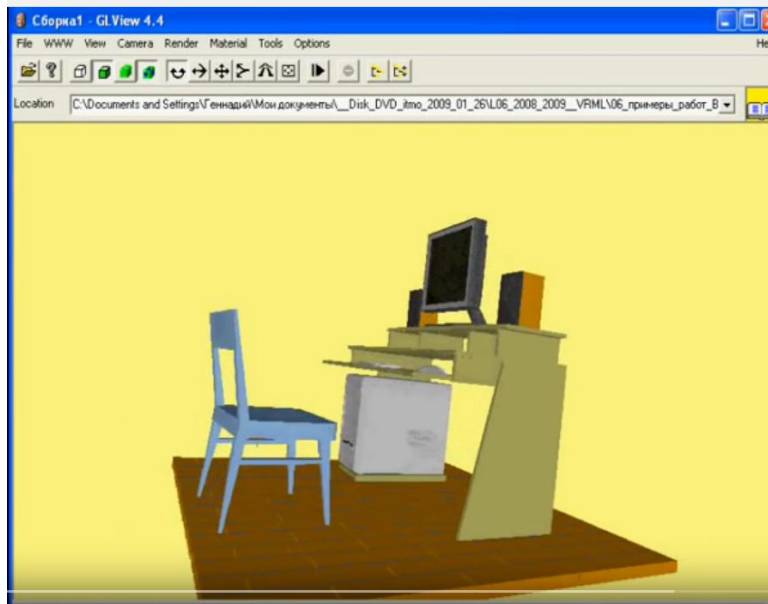 Сборка1 - GLView 4.4
File WWW View Camera Render Material Tools Options He
Location C:\Documents and Settings\Геннадий\Мои документы\__Disk_DVD_itmo_2009_01_26\L06_2008_2009__VRML\06_примеры_работ_В